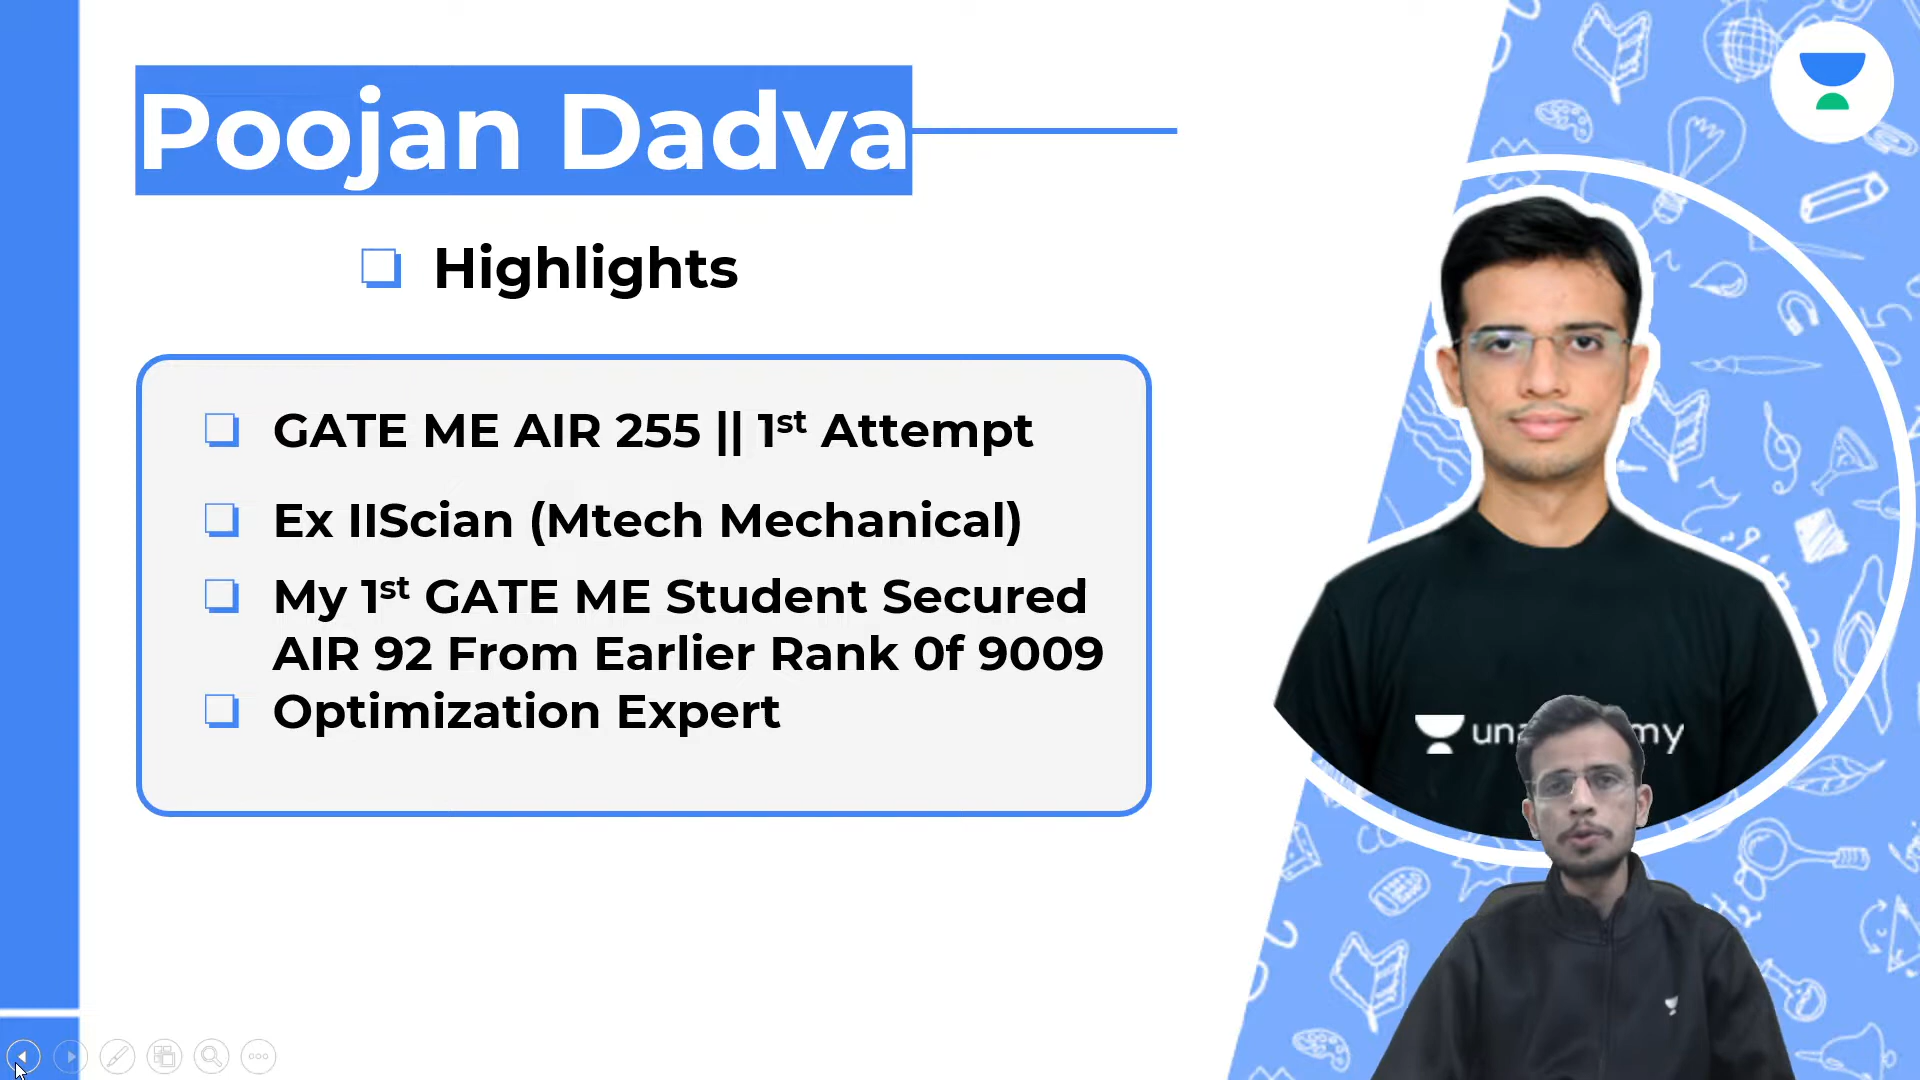 Poojan Dadva
Highlights
GATE ME AIR 255 || 1st Attempt
Ex IIScian (Mtech Mechanical)
My 1st GATE ME Student Secured
AIR 92 From Earlier Rank 0f 9009
Optimization Expert